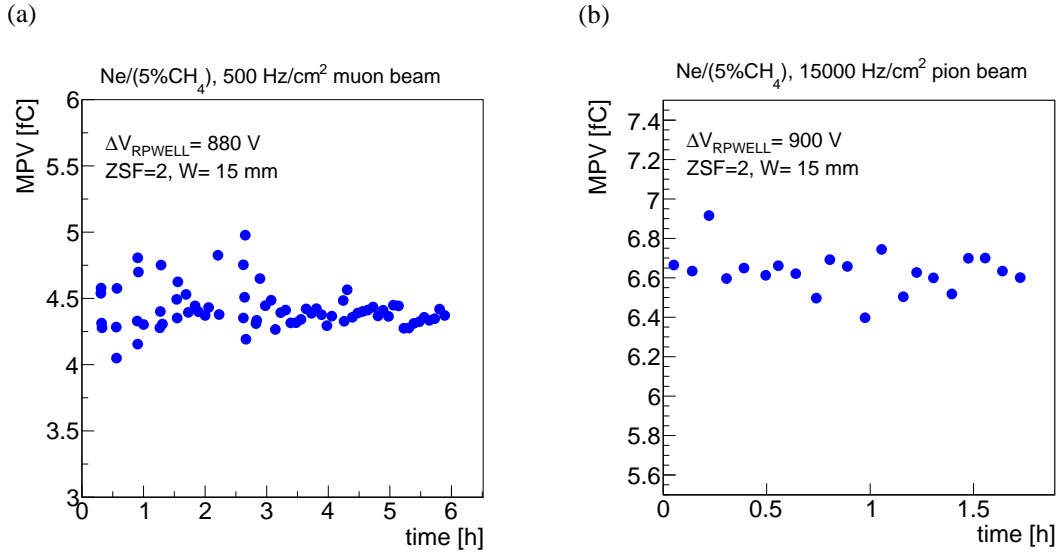 (a)
Ne/(5%CH4), 500 Hz/cm2 muon beam
MPV [fC]
6
5.5
5
4.5
4
3.5
3
ΔVRPWELL= 880 V
ZSF=2, W= 15 mm
0 1 2 3 4 5 6
time [h]
(b)
Ne/(5%CH4), 15000 Hz/cm2 pion beam
MPV [fC]
7.4
7.2
7
6.8
6.6
6.4
6.2
6
5.8
5.6
ΔVRPWELL= 900 V
ZSF=2, W= 15 mm
0 0.5 1 1.5
time [h]